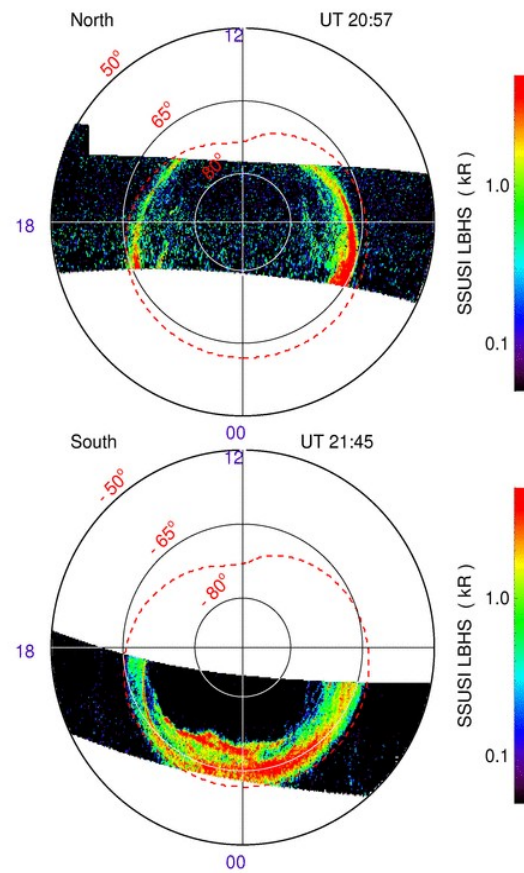 North
UT 20:57
12
50°
65°
80°
18
00
SSUSI LBHS ( kR )
1.0
0.1
South
UT 21:45
12
- 50°
- 65°
- 80°
18
00
SSUSI LBHS ( kR )
1.0
0.1